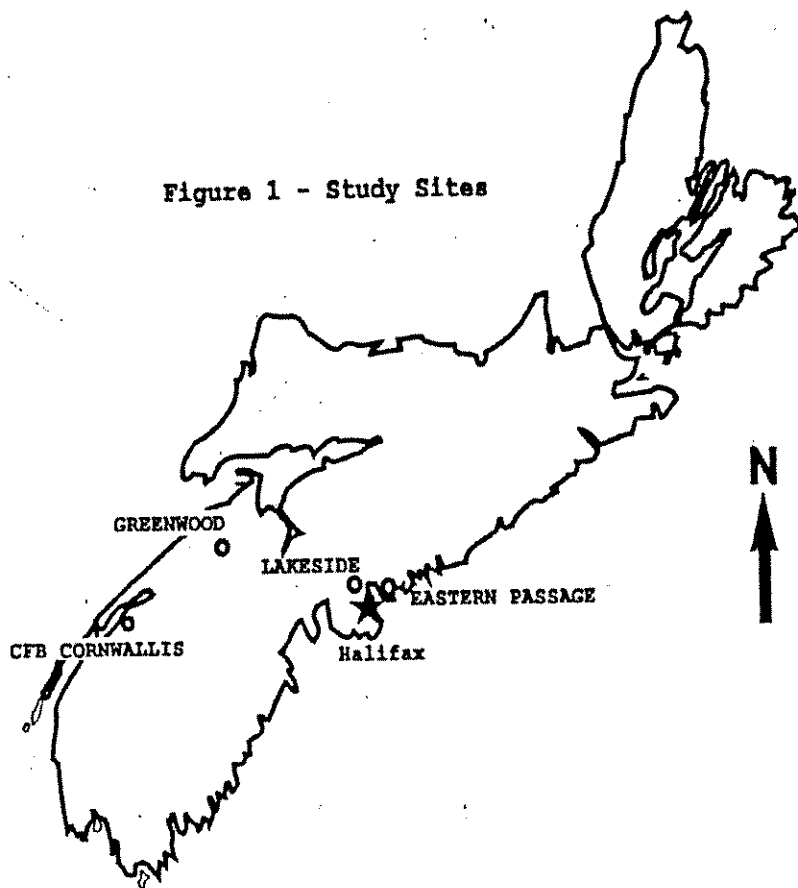 Figure 1 - Study Sites
N
GREENWOOD
LAKESIDE
EASTERN PASSAGE
CFB CORNWALLIS
Halifax